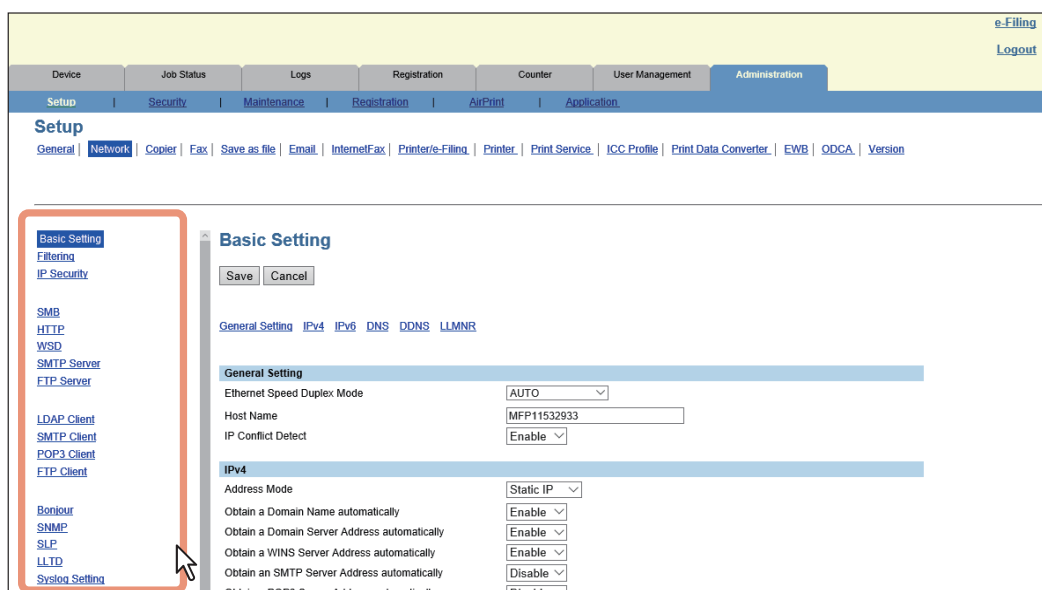 e-Filing
Logout
Device Job Status Logs Registration Counter User Management Administration
Setup | Security | Maintenance | Registration | AirPrint | Application
Setup
General | Network | Copier | Fax | Save as file | Email | InternetFax | Printer/e-Filing | Printer | Print Service | ICC Profile | Print Data Converter | EWB | ODCA | Version
Basic Setting
Filtering
IP Security
SMB
HTTP
WSD
SMTP Server
FTP Server
LDAP Client
SMTP Client
POP3 Client
FTP Client
Bonjour
SNMP
SLP
LLTD
Syslog Setting
Basic Setting
Save Cancel
General Setting IPv4 IPv6 DNS DDNS LLMNR
General Setting
Ethernet Speed Duplex Mode AUTO
Host Name MFP11532933
IP Conflict Detect Enable
IPv4
Address Mode Static IP
Obtain a Domain Name automatically Enable
Obtain a Domain Server Address automatically Enable
Obtain a WINS Server Address automatically Enable
Obtain an SMTP Server Address automatically Disable